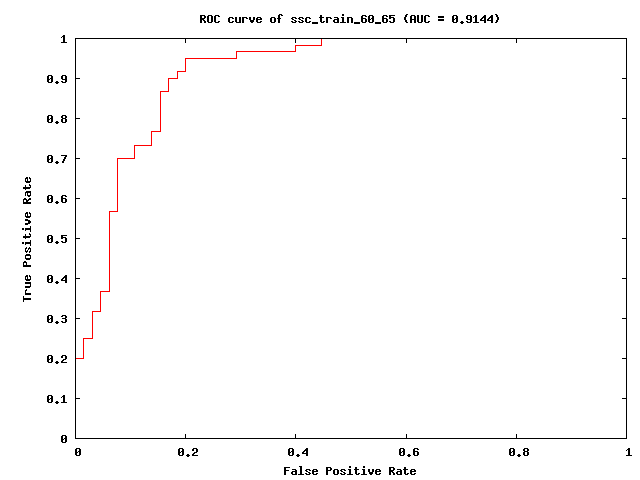 ROC curve of ssc_train_60_65 (AUC = 0.9144)
1
0.9
0.8
0.7
0.6
0.5
0.4
0.3
0.2
0.1
0
True Positive Rate
0 0.2 0.4 0.6 0.8 1
False Positive Rate